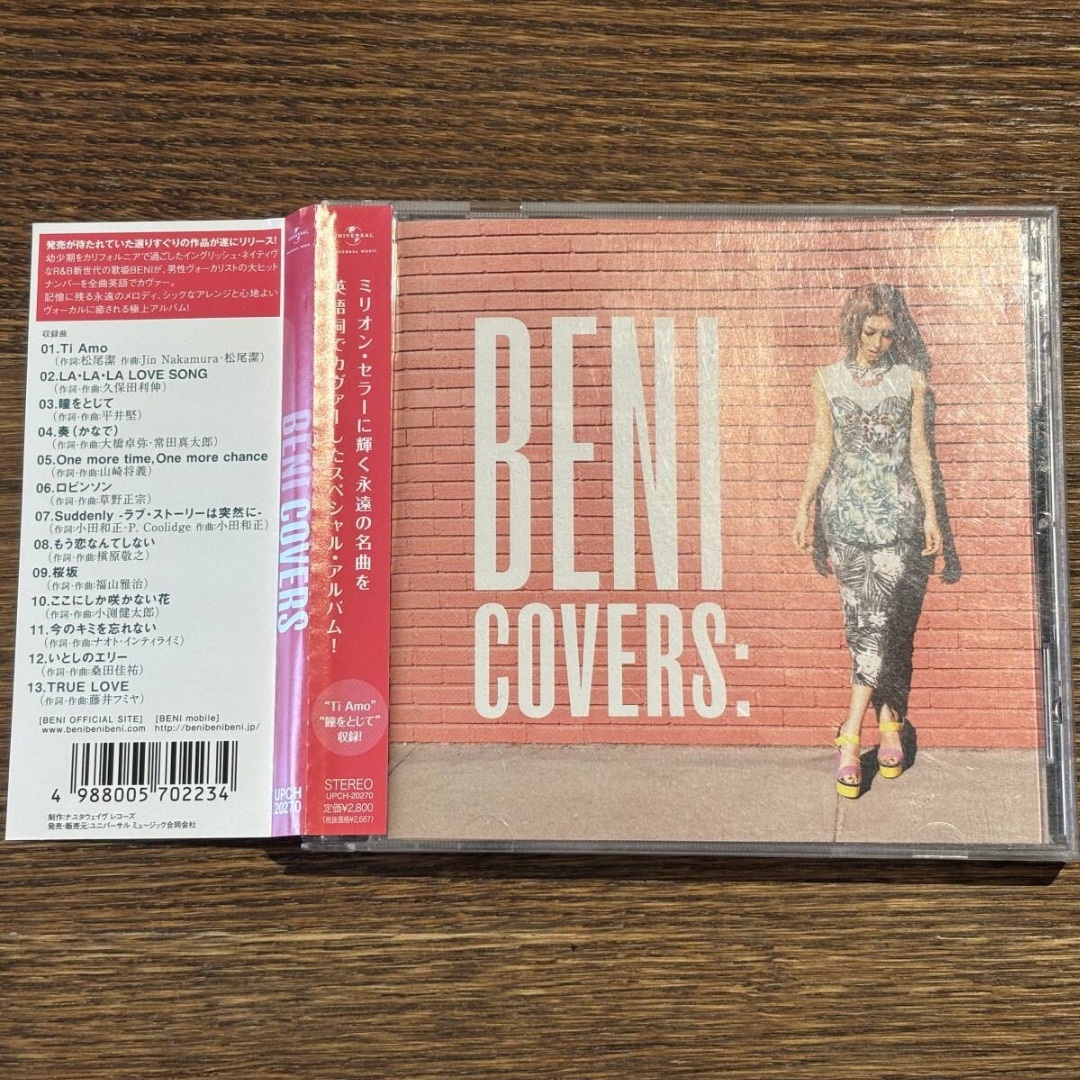 発売が待たれていた選りすぐりの作品が遂にリリース!
幼少期をカリフォルニアで過ごしたイングリッシュ・ネイティヴ
なR&B新世代の歌姫BENIが、男性ヴォーカリストの大ヒット
ナンバーを全曲英語でカヴァー。
記憶に残る永遠のメロディ、シックなアレンジと心地よい
ヴォーカルに癒される極上アルバム!
収録曲
01.Ti Amo
(作詞:松尾潔 作曲:Jin Nakamura・松尾潔)
02.LA・LA・LA LOVE SONG
(作詞・作曲:久保田利伸)
03.瞳をとじて
(作詞・作曲:平井堅)
04.奏(かなで)
(作詞・作曲:大橋卓弥・常田真太郎)
05.One more time,One more chance
(作詞・作曲:山崎将義)
06.ロビンソン
(作詞・作曲:草野正宗)
07.Suddenly -ラブ・ストーリーは突然に-
(作詞:小田和正・P. Coolidge 作曲:小田和正)
08.もう恋なんてしない
(作詞・作曲:槇原敬之)
09.桜坂
(作詞・作曲:福山雅治)
10.ここにしか咲かない花
(作詞・作曲:小渕健太郎)
11.今のキミを忘れない
(作詞・作曲:ナオト・インティライミ)
12.いとしのエリー
(作詞・作曲:桑田佳祐)
13.TRUE LOVE
(作詞・作曲:藤井フミヤ)
[BENI OFFICIAL SITE] [BENI mobile]
www.benibenibeni.com http://benibenibeni.jp/
4 988005 702234
制作:ナユタウェイヴ レコーズ
発売・販売元:ユニバーサル ミュージック合同会社
UNIVERSAL
BENI COVERS
UPCH
20270
UNIVERSAL
UNIVERSAL MUSIC
ミリオン・セラーに輝く永遠の名曲を
英語詞でカヴァーしたスペシャル・アルバム!
"Ti Amo"
"瞳をとじて"
収録!
STEREO
UPCH-20270
定価¥2,800
(税抜価格¥2,667)
BENI
COVERS: